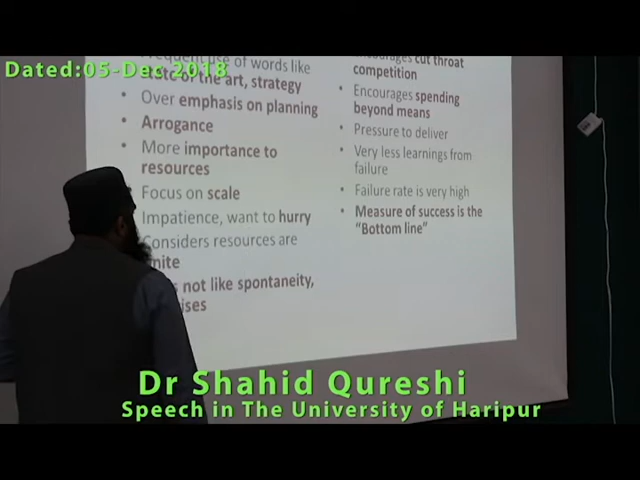 Dated:05-Dec 2018
use of words like
state of the art, strategy
• Over emphasis on planning
• Arrogance
• More importance to
resources
Focus on scale
Impatience, want to hurry
Considers resources are
not like spontaneity,
cut throat
competition
• Encourages spending
beyond means
• Pressure to deliver
• Very less learnings from
failure
• Failure rate is very high
• Measure of success is the
"Bottom line"
Dr Shahid Qureshi
Speech in The University of Haripur